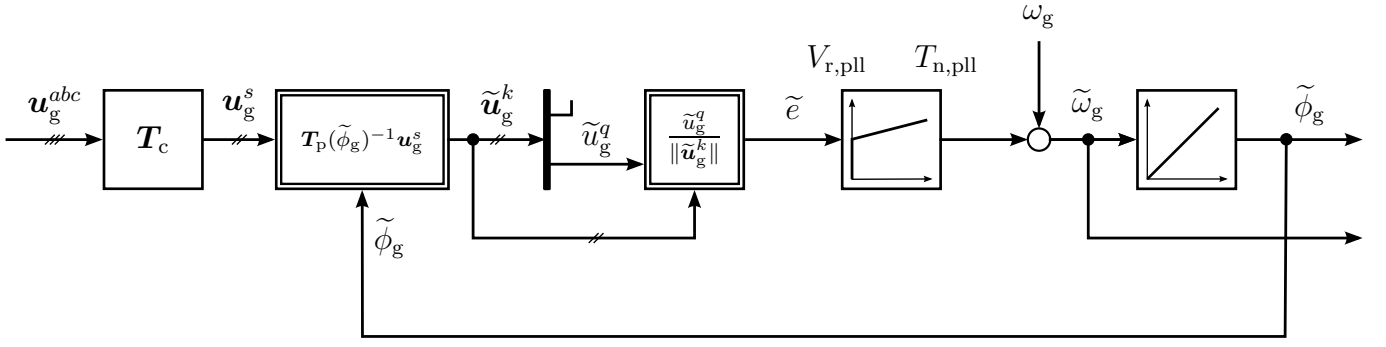 ω_g
V_r,pll T_n,pll
u_g^abc u_g^s ũ_g^k ẽ ω̃_g φ̃_g
T_c T_p(φ̃_g)^−1 u_g^s ũ_g^q ũ_g^q / ‖ũ_g^k‖
φ̃_g